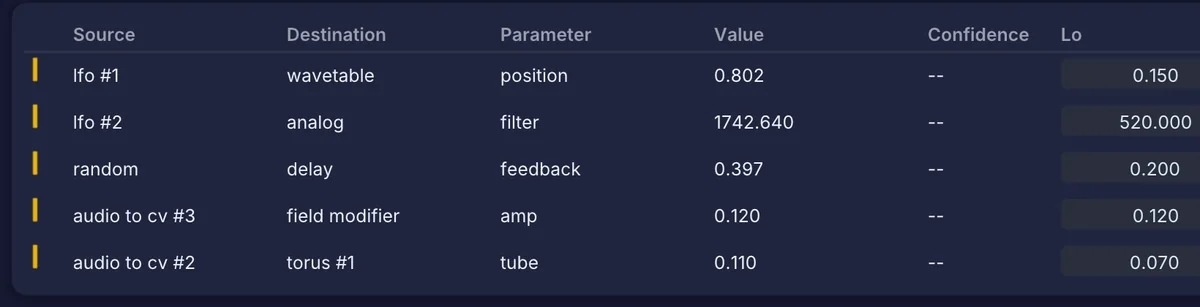 Source Destination Parameter Value Confidence Lo
lfo #1 wavetable position 0.802 -- 0.150
lfo #2 analog filter 1742.640 -- 520.000
random delay feedback 0.397 -- 0.200
audio to cv #3 field modifier amp 0.120 -- 0.120
audio to cv #2 torus #1 tube 0.110 -- 0.070